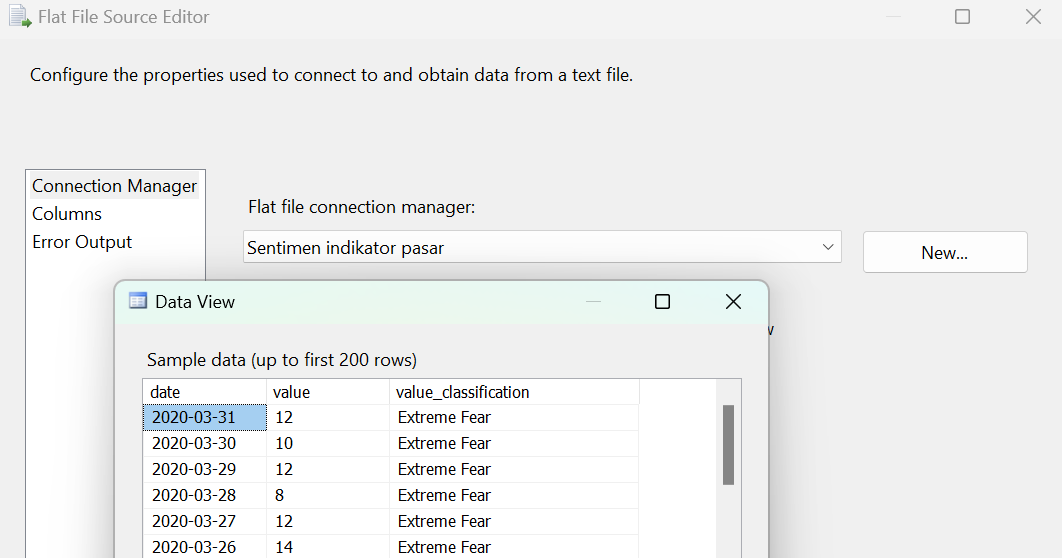 Flat File Source Editor
Configure the properties used to connect to and obtain data from a text file.
Connection Manager
Columns
Error Output
Flat file connection manager:
Sentimen indikator pasar
New...
Data View
Sample data (up to first 200 rows)
date value value_classification
2020-03-31 12 Extreme Fear
2020-03-30 10 Extreme Fear
2020-03-29 12 Extreme Fear
2020-03-28 8 Extreme Fear
2020-03-27 12 Extreme Fear
2020-03-26 14 Extreme Fear